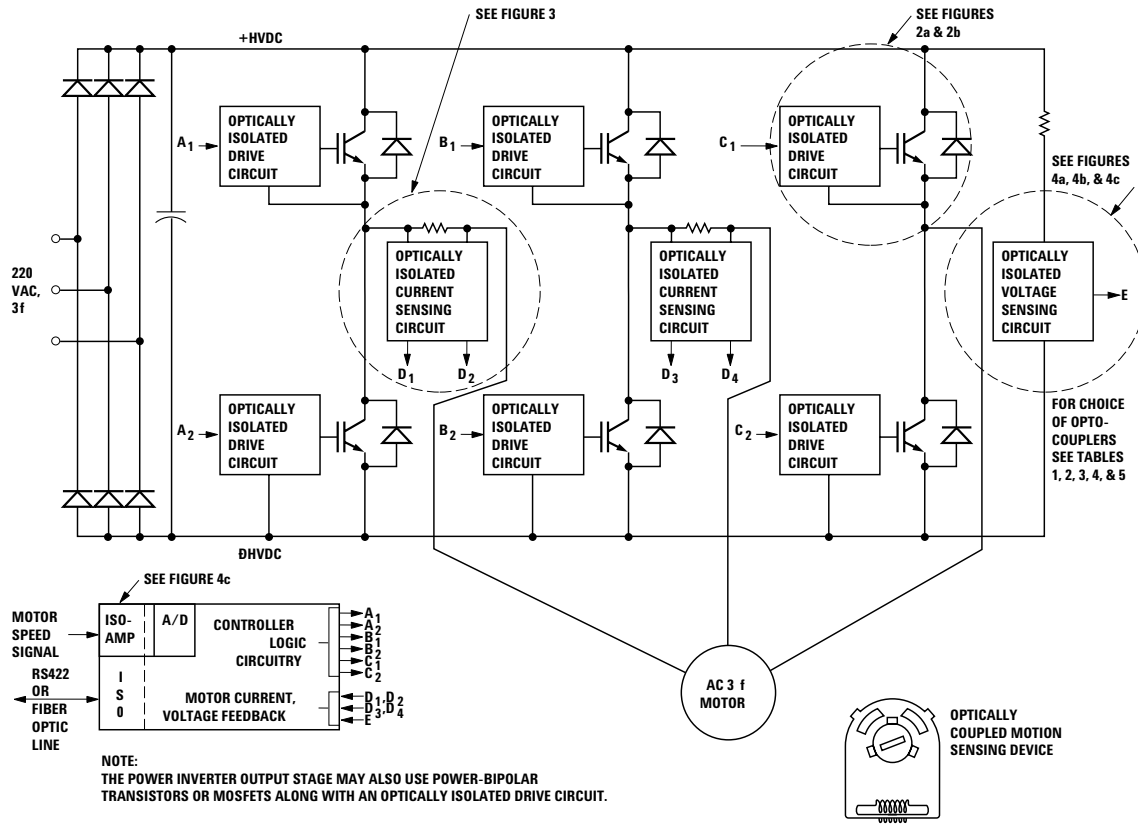 SEE FIGURE 3
SEE FIGURES
2a & 2b
+HVDC
OPTICALLY
ISOLATED
DRIVE
CIRCUIT
A1
OPTICALLY
ISOLATED
DRIVE
CIRCUIT
B1
OPTICALLY
ISOLATED
DRIVE
CIRCUIT
C1
SEE FIGURES
4a, 4b, & 4c
220
VAC,
3f
OPTICALLY
ISOLATED
CURRENT
SENSING
CIRCUIT
D1
D2
OPTICALLY
ISOLATED
CURRENT
SENSING
CIRCUIT
D3
D4
OPTICALLY
ISOLATED
VOLTAGE
SENSING
CIRCUIT
E
OPTICALLY
ISOLATED
DRIVE
CIRCUIT
A2
OPTICALLY
ISOLATED
DRIVE
CIRCUIT
B2
OPTICALLY
ISOLATED
DRIVE
CIRCUIT
C2
FOR CHOICE
OF OPTO-
COUPLERS
SEE TABLES
1, 2, 3, 4, & 5
ÐHVDC
SEE FIGURE 4c
MOTOR
SPEED
SIGNAL
ISO-
AMP
A/D
CONTROLLER
LOGIC
CIRCUITRY
A1
A2
B1
B2
C1
C2
RS422
OR
FIBER
OPTIC
LINE
I
S
O
MOTOR CURRENT,
VOLTAGE FEEDBACK
D1,D2
D3,D4
E
AC 3 f
MOTOR
OPTICALLY
COUPLED MOTION
SENSING DEVICE
NOTE:
THE POWER INVERTER OUTPUT STAGE MAY ALSO USE POWER-BIPOLAR
TRANSISTORS OR MOSFETS ALONG WITH AN OPTICALLY ISOLATED DRIVE CIRCUIT.